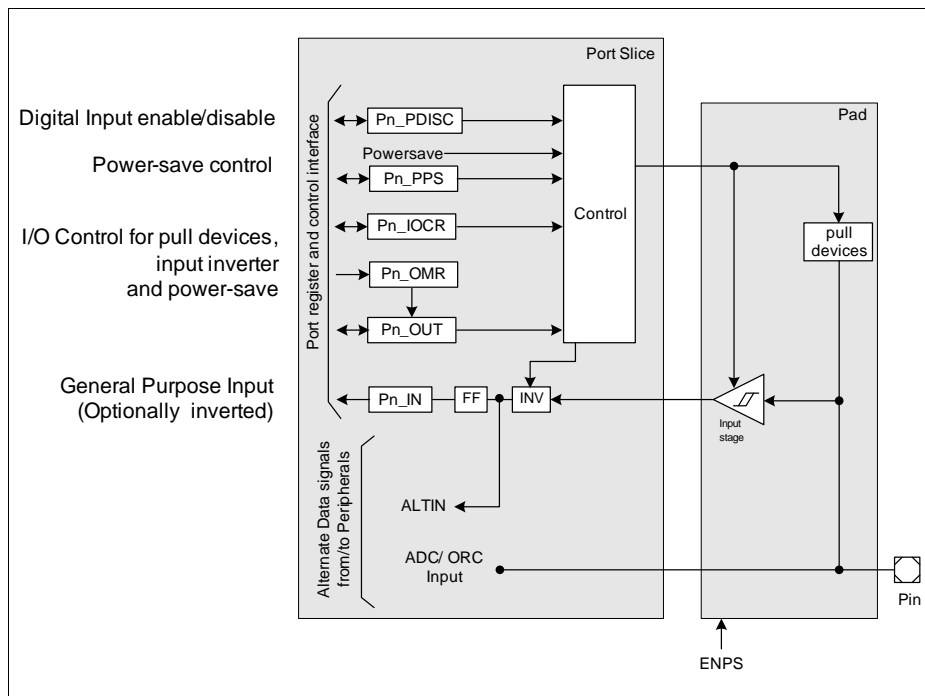 Port Slice
Pad
Digital Input enable/disable
Pn_PDISC
Powersave
Power-save control
Pn_PPS
I/O Control for pull devices,
input inverter
and power-save
Pn_IOCR
Control
pull
devices
Pn_OMR
Pn_OUT
Port register and control interface
General Purpose Input
(Optionally inverted)
Pn_IN
FF
INV
Input
stage
Alternate Data signals
from/to Peripherals
ALTIN
ADC/ ORC
Input
Pin
ENPS